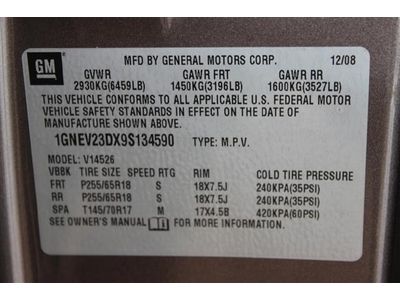 GM
MFD BY GENERAL MOTORS CORP. 12/08
GVWR GAWR FRT GAWR RR
2930KG(6459LB) 1450KG(3196LB) 1600KG(3527LB)
THIS VEHICLE CONFORMS TO ALL APPLICABLE U.S. FEDERAL MOTOR
VEHICLE SAFETY STANDARDS IN EFFECT ON THE DATE OF
MANUFACTURE SHOWN ABOVE.
1GNEV23DX9S134590 TYPE: M.P.V.
MODEL: V14526
VBBK TIRE SIZE SPEED RTG RIM COLD TIRE PRESSURE
FRT P255/65R18 S 18X7.5J 240KPA(35PSI)
RR P255/65R18 S 18X7.5J 240KPA(35PSI)
SPA T145/70R17 M 17X4.5B 420KPA(60PSI)
SEE OWNER'S MANUAL FOR MORE INFORMATION.